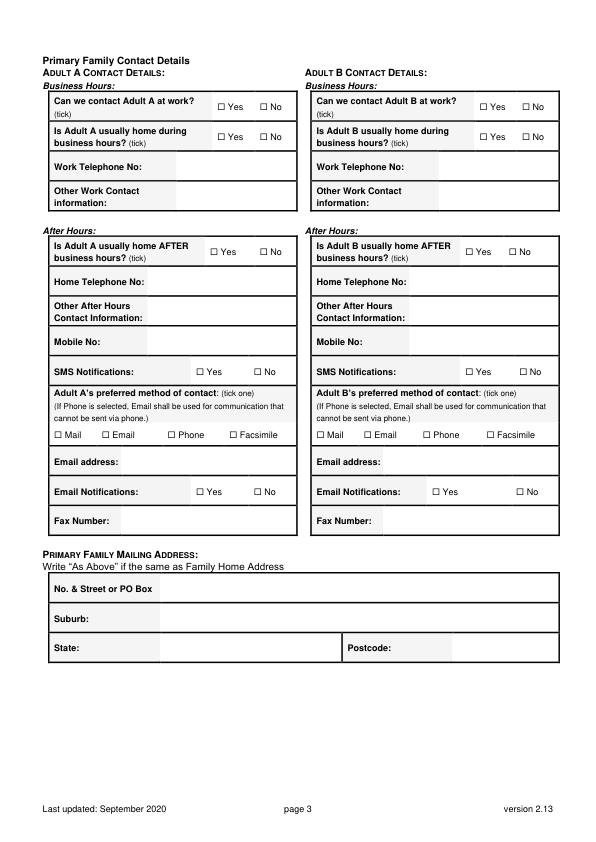 Primary Family Contact Details
ADULT A CONTACT DETAILS:
Business Hours:
Can we contact Adult A at work?
(tick)
☐ Yes ☐ No
Is Adult A usually home during
business hours? (tick)
☐ Yes ☐ No
Work Telephone No:
Other Work Contact
information:
After Hours:
Is Adult A usually home AFTER
business hours? (tick)
☐ Yes ☐ No
Home Telephone No:
Other After Hours
Contact Information:
Mobile No:
SMS Notifications: ☐ Yes ☐ No
Adult A's preferred method of contact: (tick one)
(If Phone is selected, Email shall be used for communication that
cannot be sent via phone.)
☐ Mail ☐ Email ☐ Phone ☐ Facsimile
Email address:
Email Notifications: ☐ Yes ☐ No
Fax Number:
ADULT B CONTACT DETAILS:
Business Hours:
Can we contact Adult B at work?
(tick)
☐ Yes ☐ No
Is Adult B usually home during
business hours? (tick)
☐ Yes ☐ No
Work Telephone No:
Other Work Contact
information:
After Hours:
Is Adult B usually home AFTER
business hours? (tick)
☐ Yes ☐ No
Home Telephone No:
Other After Hours
Contact Information:
Mobile No:
SMS Notifications: ☐ Yes ☐ No
Adult B's preferred method of contact: (tick one)
(If Phone is selected, Email shall be used for communication that
cannot be sent via phone.)
☐ Mail ☐ Email ☐ Phone ☐ Facsimile
Email address:
Email Notifications: ☐ Yes ☐ No
Fax Number:
PRIMARY FAMILY MAILING ADDRESS:
Write "As Above" if the same as Family Home Address
No. & Street or PO Box
Suburb:
State: Postcode:
Last updated: September 2020 page 3 version 2.13